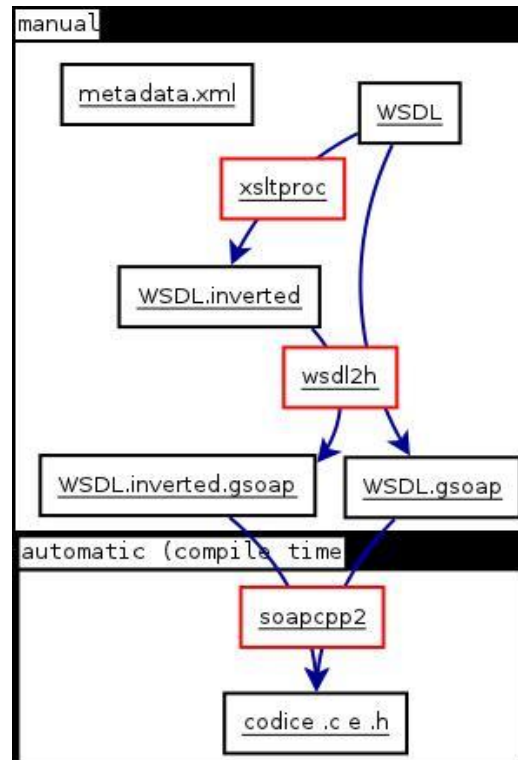 manual
metadata.xml
WSDL
xsltproc
WSDL.inverted
wsdl2h
WSDL.inverted.gsoap
WSDL.gsoap
automatic (compile time
soapcpp2
codice .c e .h